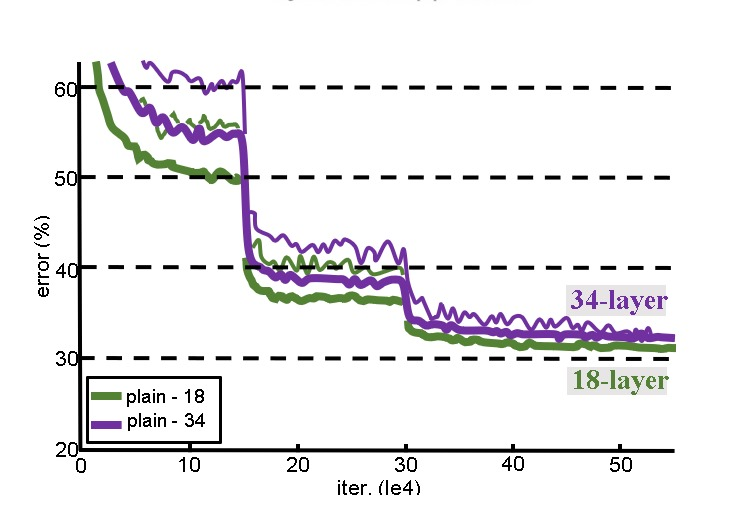 60
50
40
30
20
error (%)
34-layer
18-layer
plain - 18
plain - 34
0 10 20 30 40 50
iter. (le4)